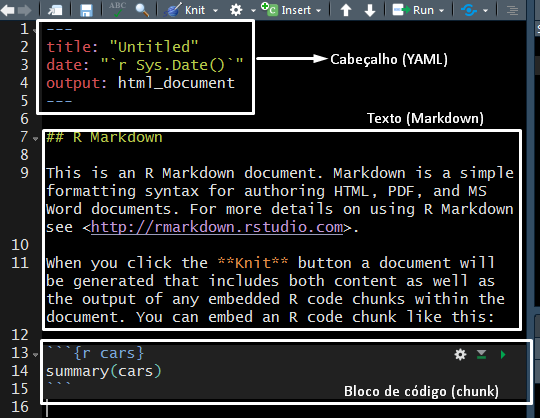 ABC Knit Insert Run
1 ---
2 title: "Untitled"
3 date: "`r Sys.Date()`"
4 output: html_document
5 ---
Cabeçalho (YAML)
6
Texto (Markdown)
7 ## R Markdown
8
9 This is an R Markdown document. Markdown is a simple
formatting syntax for authoring HTML, PDF, and MS
Word documents. For more details on using R Markdown
see <http://rmarkdown.rstudio.com>.
10
11 When you click the **Knit** button a document will
be generated that includes both content as well as
the output of any embedded R code chunks within the
document. You can embed an R code chunk like this:
12
13 ```{r cars}
14 summary(cars)
15 ```
Bloco de código (chunk)
16